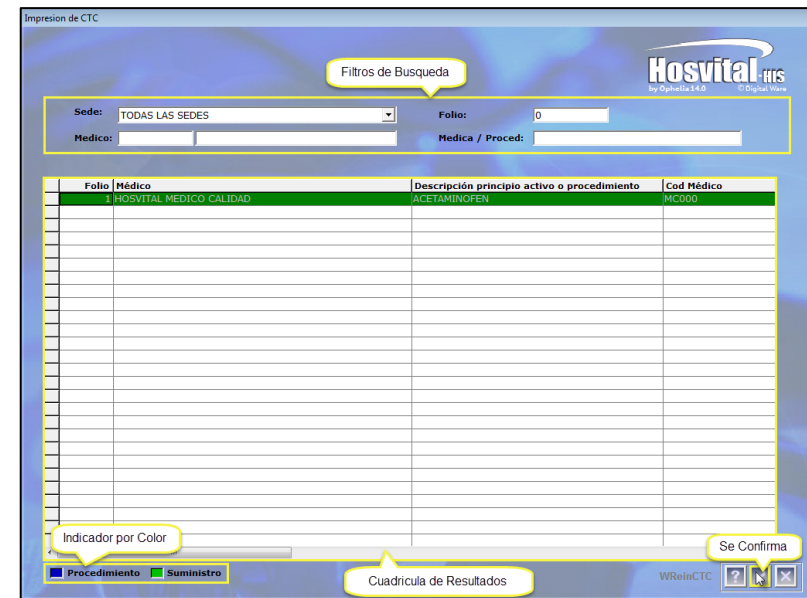 Impresion de CTC
Filtros de Busqueda
Hosvital-HIS
by Ophelia 14.0 © Digital Ware
Sede: TODAS LAS SEDES Folio: 0
Medico: Medica / Proced:
Folio Médico Descripción principio activo o procedimiento Cod Médico
1 HOSVITAL MEDICO CALIDAD ACETAMINOFEN MC000
Indicador por Color
Se Confirma
Procedimiento Suministro
Cuadricula de Resultados
WReinCTC ?